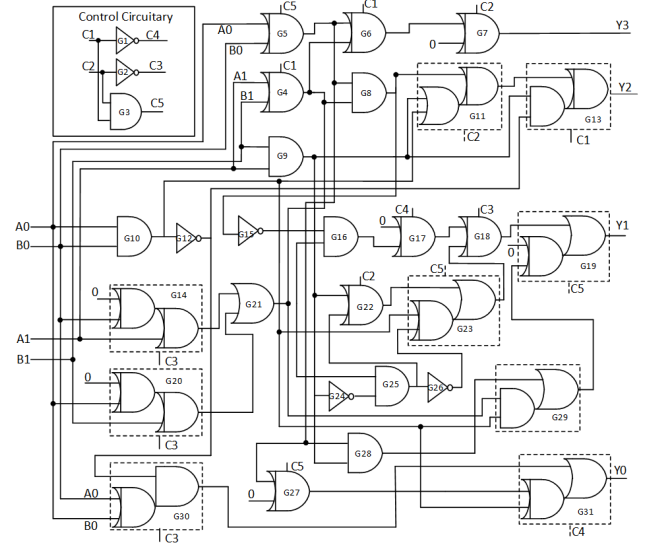 Control Circuitary
C1 G1 C4
C2 G2 C3
G3 C5
C5 C1 C2
A0 G5 G6 G7 Y3
B0 0
A1 C1
B1 G4 G8 G11 G13 Y2
C2 C1
G9
A0 G10 G12 G15 G16 0 C4 G17 C3 G18 Y1
B0 0 G19
C5
C2 C5
0 G14 G21 G22 G23
A1 C3
B1
0 G20 G24 G25 G26 G29
C3
G28
C5
A0 G30 0 G27 G31 Y0
B0
C3 C4